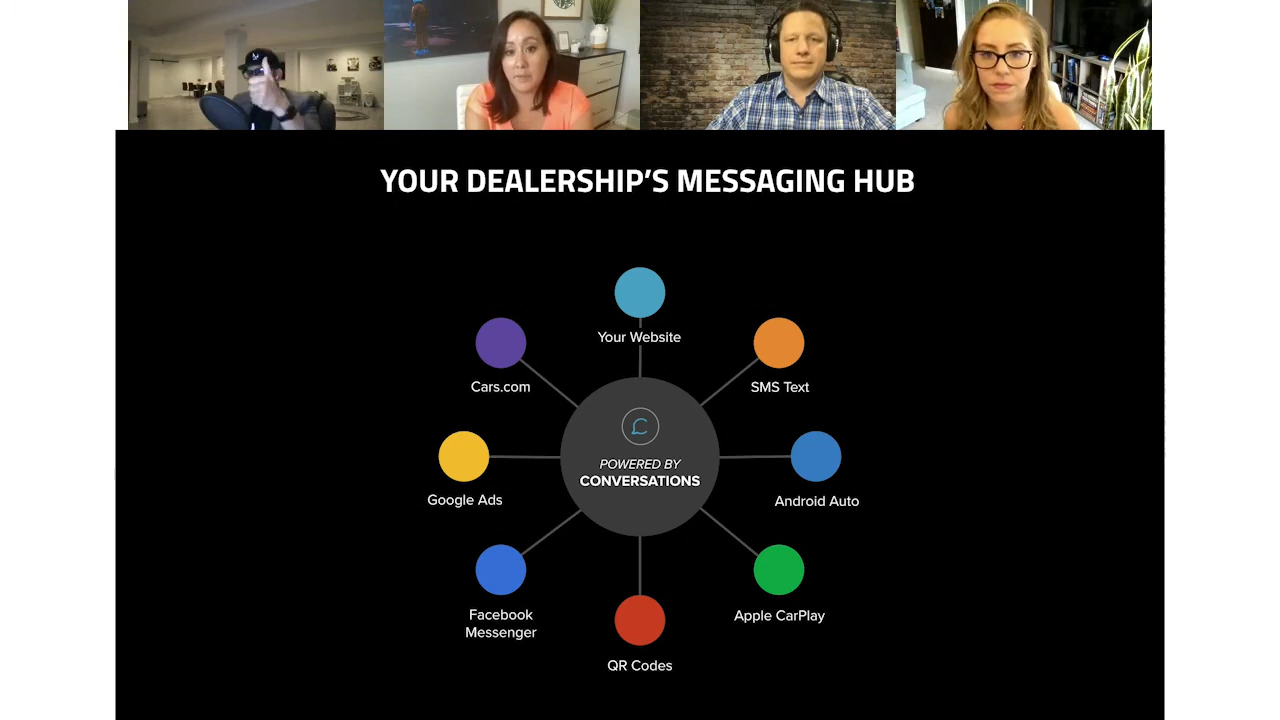 YOUR DEALERSHIP'S MESSAGING HUB
Your Website
Cars.com
SMS Text
POWERED BY
CONVERSATIONS
Google Ads
Android Auto
Facebook
Messenger
Apple CarPlay
QR Codes